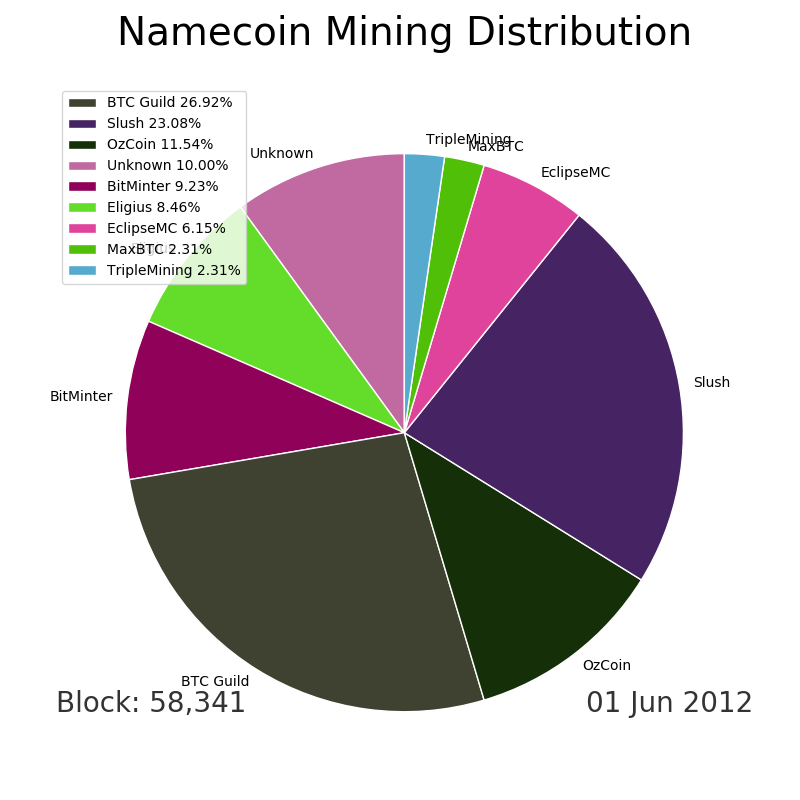 Namecoin Mining Distribution
BTC Guild 26.92%
Slush 23.08%
OzCoin 11.54%
Unknown 10.00%
BitMinter 9.23%
Eligius 8.46%
EclipseMC 6.15%
MaxBTC 2.31%
TripleMining 2.31%
Unknown
TripleMining
MaxBTC
EclipseMC
Slush
BitMinter
OzCoin
BTC Guild
Block: 58,341
01 Jun 2012